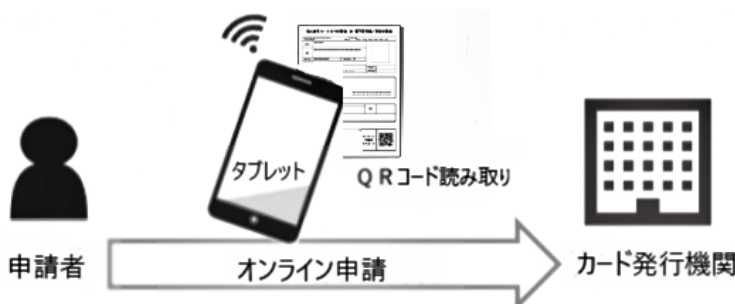 タブレット
QRコード読み取り
申請者
オンライン申請
カード発行機関